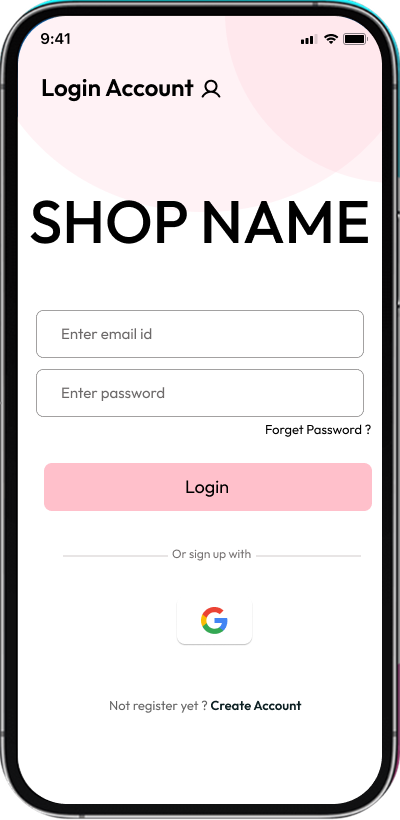 9:41
Login Account
SHOP NAME
Enter email id
Enter password
Forget Password ?
Login
Or sign up with
Not register yet ? Create Account